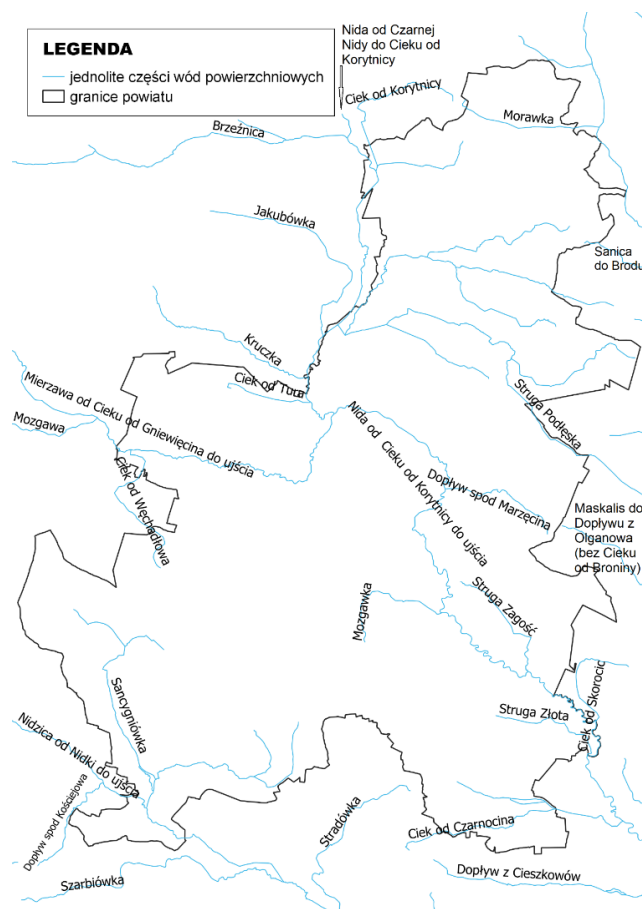 LEGENDA
jednolite części wód powierzchniowych
granice powiatu
Nida od Czarnej
Nidy do Cieku od
Korytnicy
Ciek od Korytnicy
Morawka
Brzeźnica
Jakubówka
Sanica
do Brodu
Kruczka
Ciek od Tura
Mierzawa od Cieku od Gniewięcina do ujścia
Mozgawa
Struga Podłęska
Nida od Cieku od Korytnicy do ujścia
Ciek od Węchadłowa
Dopływ spod Marzęcina
Maskalis do
Dopływu z
Olganowa
(bez Cieku
od Broniny)
Mozgawka
Struga Zagość
Sancygniówka
Ciek od Skorocic
Struga Złota
Nidzica od Nidki do ujścia
Dopływ spod Kościejowa
Stradówka
Ciek od Czarnocina
Szarbiówka
Dopływ z Cieszkowów